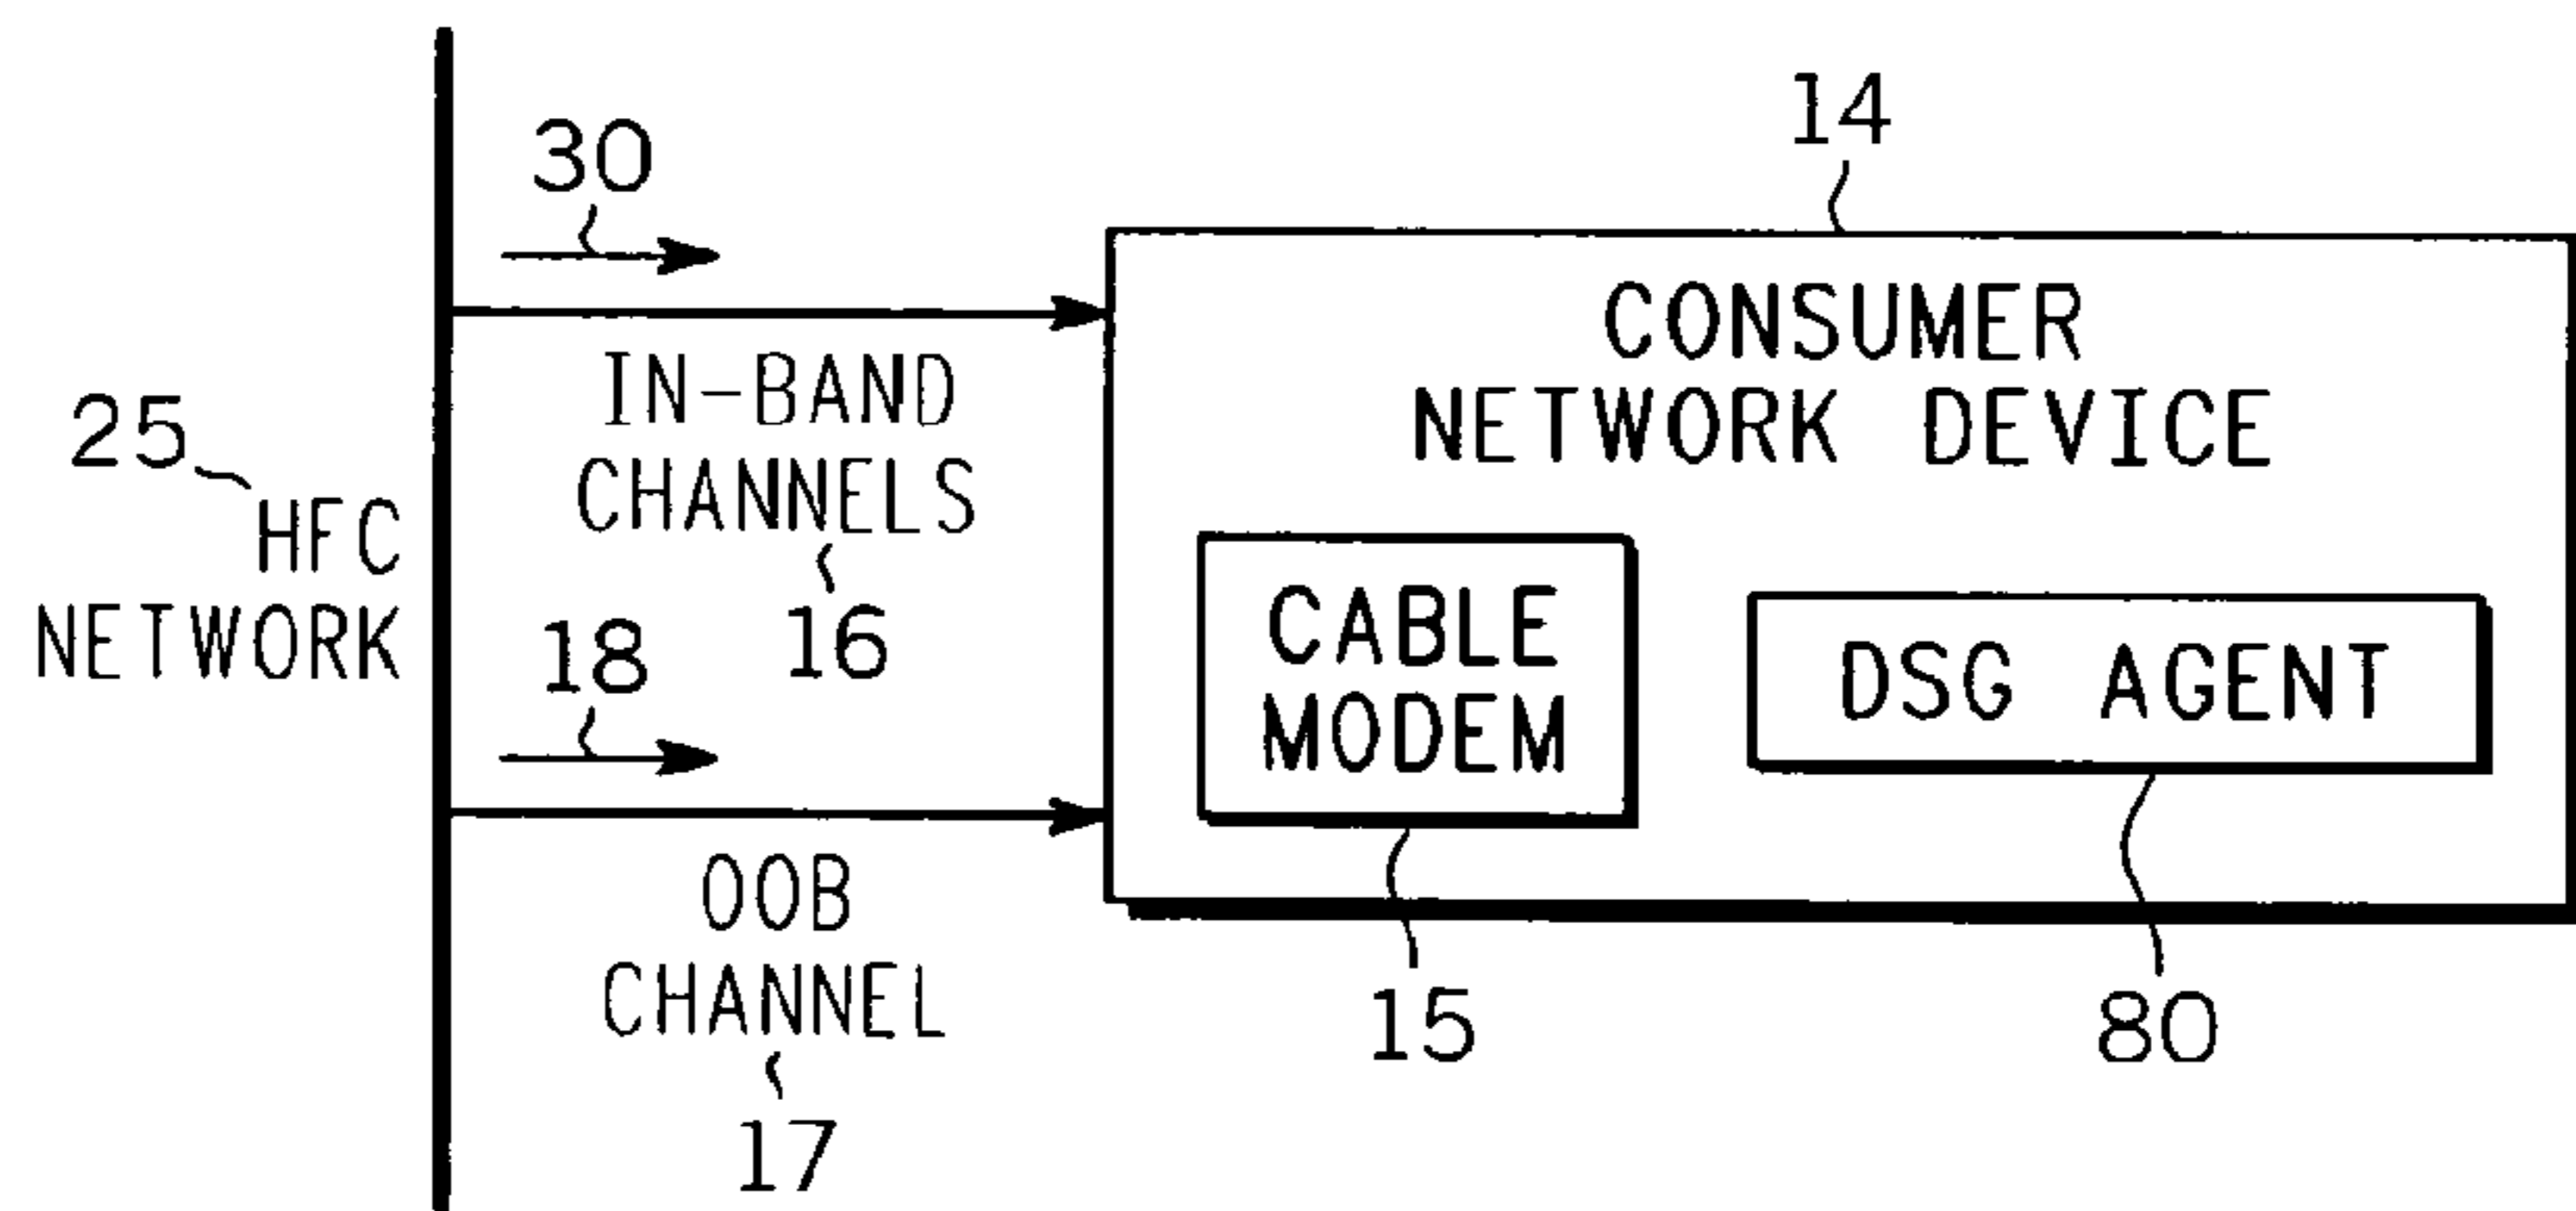 30
IN-BAND
CHANNELS
16
25
HFC
NETWORK
18
OOB
CHANNEL
17
14
CONSUMER
NETWORK DEVICE
CABLE
MODEM
15
DSG AGENT
80